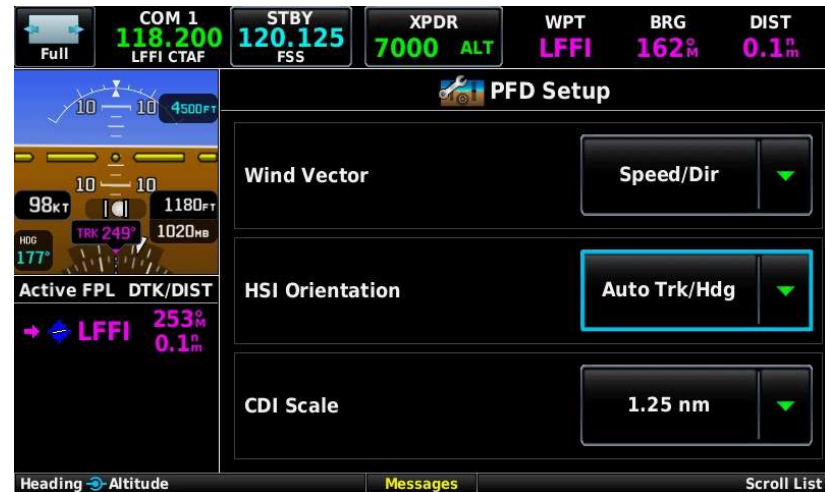 COM 1
118.200
LFFI CTAF
STBY
120.125
FSS
XPDR
7000 ALT
WPT
LFFI
BRG
162°M
DIST
0.1nm
Full
PFD Setup
10 10
4500FT
10 10
98KT
1180FT
TRK 249°
1020MB
HDG
177°
Active FPL DTK/DIST
LFFI
253°M
0.1nm
Wind Vector
Speed/Dir
HSI Orientation
Auto Trk/Hdg
CDI Scale
1.25 nm
Heading Altitude
Messages
Scroll List